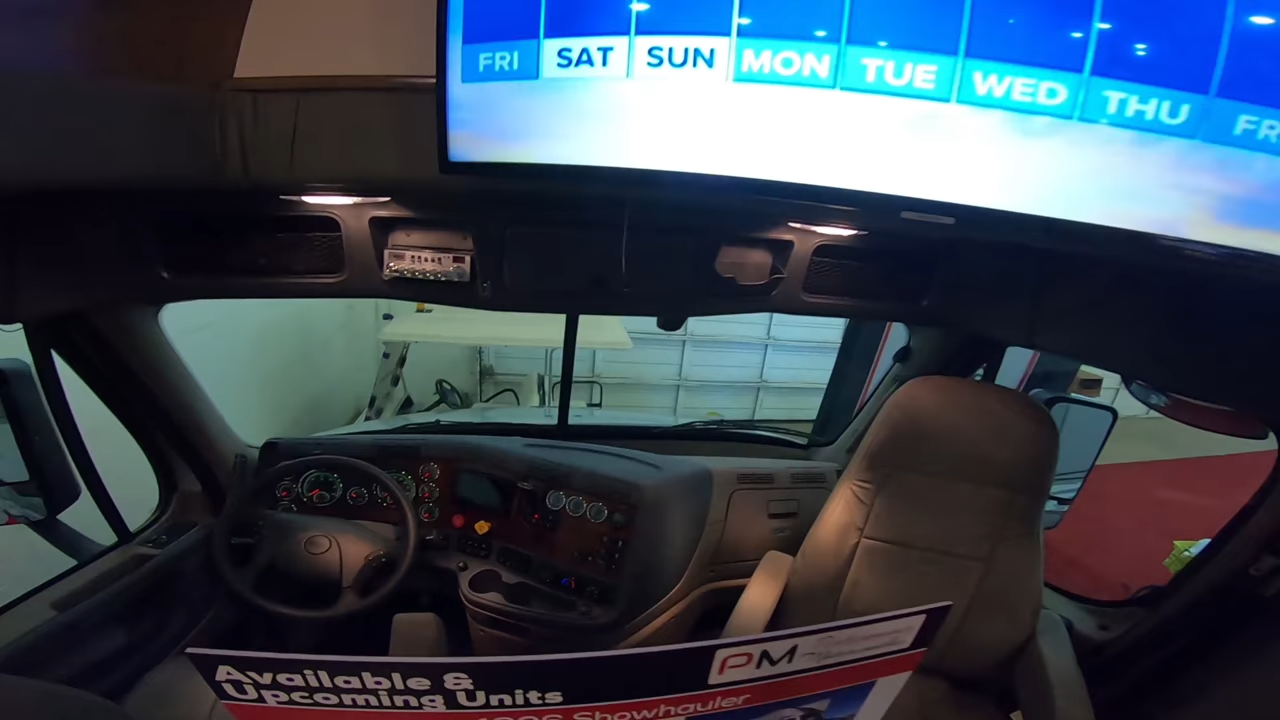 FRI SAT SUN MON TUE WED THU FR
Available &
Upcoming Units
PM
Showhauler